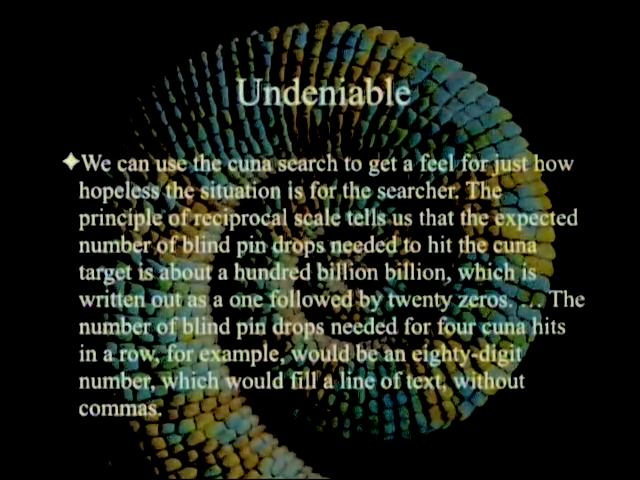 Undeniable
We can use the cuna search to get a feel for just how
hopeless the situation is for the searcher. The
principle of reciprocal scale tells us that the expected
number of blind pin drops needed to hit the cuna
target is about a hundred billion billion, which is
written out as a one followed by twenty zeros. … The
number of blind pin drops needed for four cuna hits
in a row, for example, would be an eighty-digit
number, which would fill a line of text, without
commas.